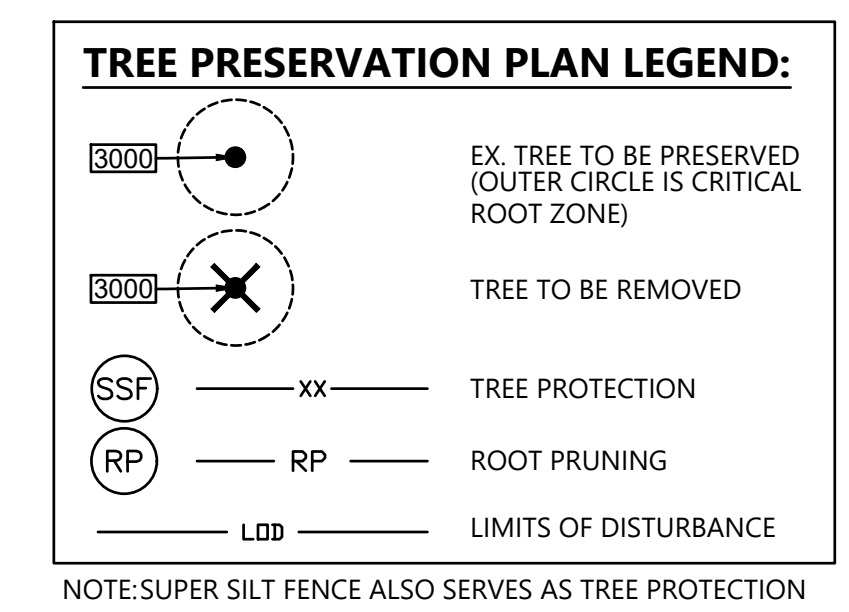 TREE PRESERVATION PLAN LEGEND:
3000
EX. TREE TO BE PRESERVED
(OUTER CIRCLE IS CRITICAL
ROOT ZONE)
3000
TREE TO BE REMOVED
SSF XX TREE PROTECTION
RP RP ROOT PRUNING
LOD LIMITS OF DISTURBANCE
NOTE:SUPER SILT FENCE ALSO SERVES AS TREE PROTECTION